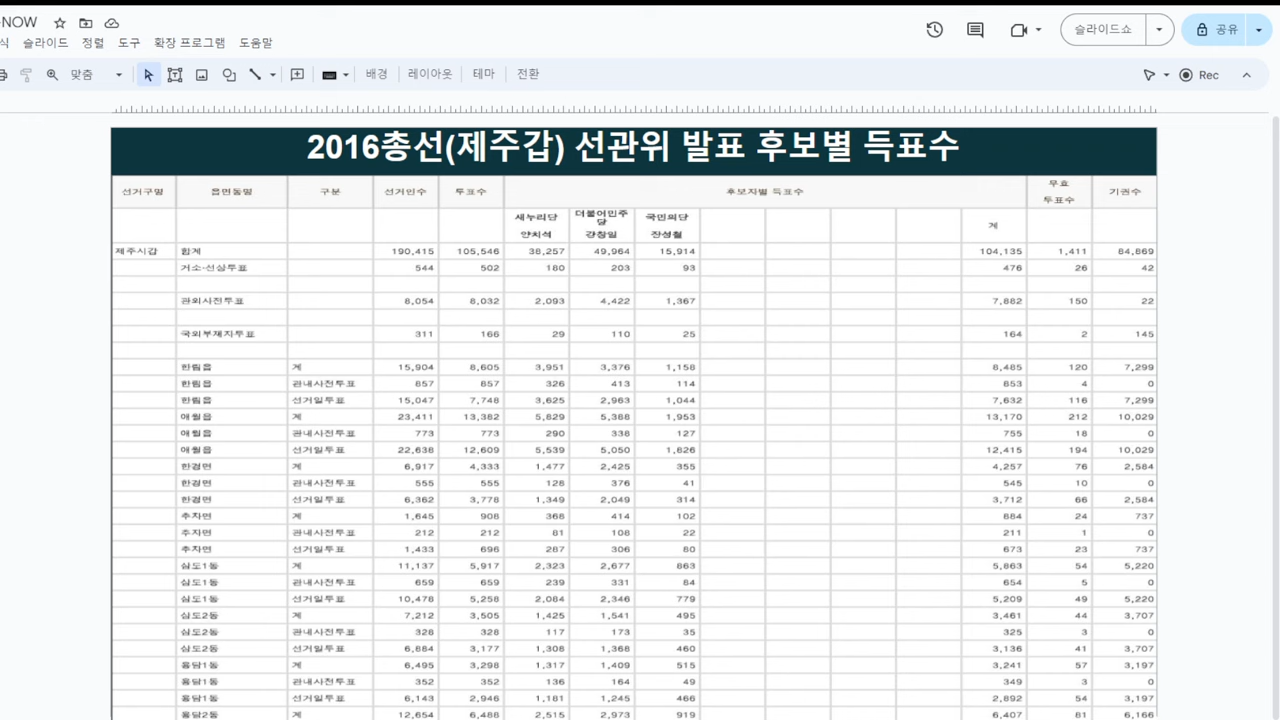 -NOW
식 슬라이드 정렬 도구 확장 프로그램 도움말
슬라이드쇼
공유
맞춤
배경 레이아웃 테마 전환
Rec
2016총선(제주갑) 선관위 발표 후보별 득표수
선거구명 읍면동명 구분 선거인수 투표수 후보자별 득표수 무효 투표수 기권수
새누리당 양치석 더불어민주당 강창일 국민의당 장성철 계
제주시갑 합계 190,415 105,546 38,257 49,964 15,914 104,135 1,411 84,869
거소·선상투표 544 502 180 203 93 476 26 42
관외사전투표 8,054 8,032 2,093 4,422 1,367 7,882 150 22
국외부재자투표 311 166 29 110 25 164 2 145
한림읍 계 15,904 8,605 3,951 3,376 1,158 8,485 120 7,299
한림읍 관내사전투표 857 857 326 413 114 853 4 0
한림읍 선거일투표 15,047 7,748 3,625 2,963 1,044 7,632 116 7,299
애월읍 계 23,411 13,382 5,829 5,388 1,953 13,170 212 10,029
애월읍 관내사전투표 773 773 290 338 127 755 18 0
애월읍 선거일투표 22,638 12,609 5,539 5,050 1,826 12,415 194 10,029
한경면 계 6,917 4,333 1,477 2,425 355 4,257 76 2,584
한경면 관내사전투표 555 555 128 376 41 545 10 0
한경면 선거일투표 6,362 3,778 1,349 2,049 314 3,712 66 2,584
추자면 계 1,645 908 368 414 102 884 24 737
추자면 관내사전투표 212 212 81 108 22 211 1 0
추자면 선거일투표 1,433 696 287 306 80 673 23 737
삼도1동 계 11,137 5,917 2,323 2,677 863 5,863 54 5,220
삼도1동 관내사전투표 659 659 239 331 84 654 5 0
삼도1동 선거일투표 10,478 5,258 2,084 2,346 779 5,209 49 5,220
삼도2동 계 7,212 3,505 1,425 1,541 495 3,461 44 3,707
삼도2동 관내사전투표 328 328 117 173 35 325 3 0
삼도2동 선거일투표 6,884 3,177 1,308 1,368 460 3,136 41 3,707
용담1동 계 6,495 3,298 1,317 1,409 515 3,241 57 3,197
용담1동 관내사전투표 352 352 136 164 49 349 3 0
용담1동 선거일투표 6,143 2,946 1,181 1,245 466 2,892 54 3,197
용담2동 계 12,654 6,488 2,515 2,973 919 6,407 81 6,166